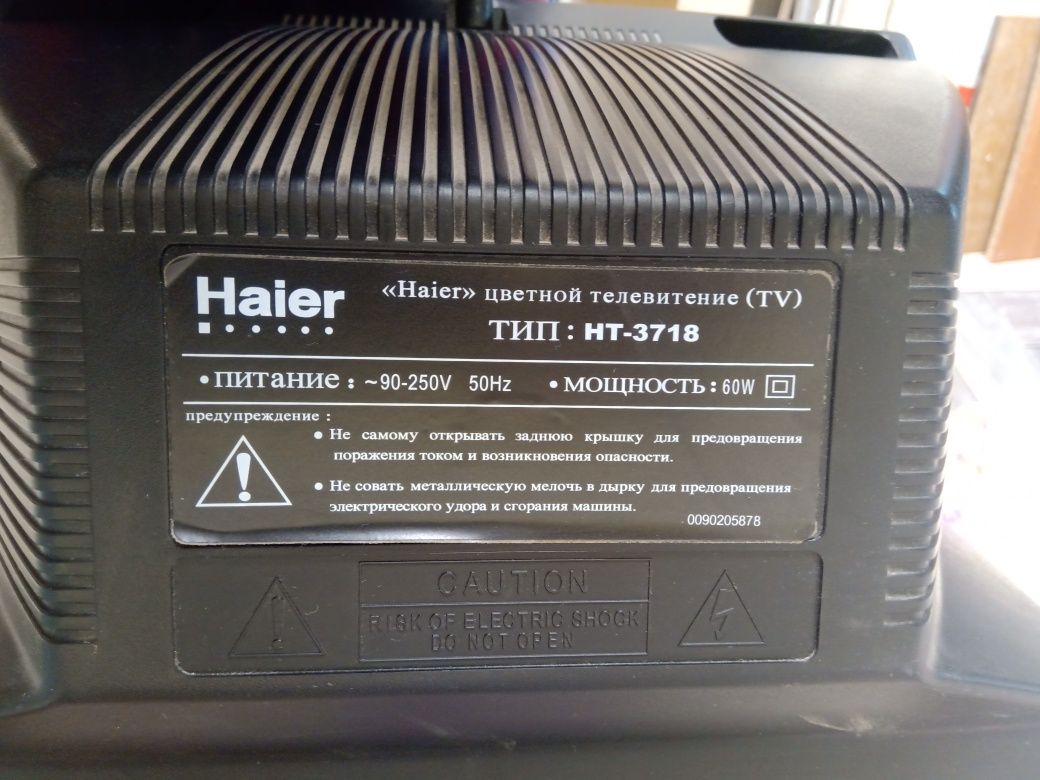 Haier
«Haier» цветной телевитение (TV)
ТИП : HT-3718
• ПИТАНИЕ : ~90-250V 50Hz • МОЩНОСТЬ : 60W
предупреждение :
• Не самому открывать заднюю крышку для предовращения
поражения током и возникновения опасности.
• Не совать металлическую мелочь в дырку для предовращения
электрического удора и сгорания машины.
0090205878
CAUTION
RISK OF ELECTRIC SHOCK
DO NOT OPEN